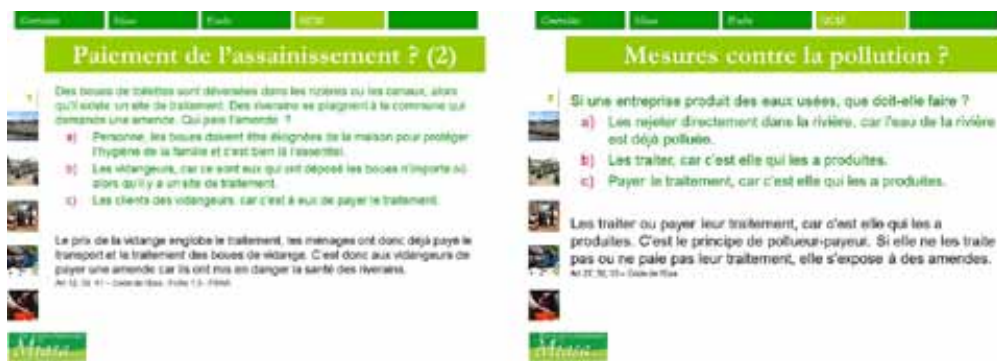 Paiement de l'assainissement ? (2)
Des boues de toilettes sont déversées dans les rizières ou les canaux, alors
qu'il existe un site de traitement. Des riverains se plaignent à la commune qui
demande une amende. Qui paie l'amende ?
a) Personne, les boues doivent être éloignées de la maison pour protéger
l'hygiène de la famille et c'est bien là l'essentiel.
b) Les vidangeurs, car ce sont eux qui ont déposé les boues n'importe où
alors qu'il y a un site de traitement.
c) Les clients des vidangeurs, car c'est à eux de payer le traitement.
Le prix de la vidange englobe le traitement, les ménages ont donc déjà payé le
transport et le traitement des boues de vidange. C'est donc aux vidangeurs de
payer une amende car ils ont mis en danger la santé des riverains.
Mesures contre la pollution ?
Si une entreprise produit des eaux usées, que doit-elle faire ?
a) Les rejeter directement dans la rivière, car l'eau de la rivière
est déjà polluée.
b) Les traiter, car c'est elle qui les a produites.
c) Payer le traitement, car c'est elle qui les a produites.
Les traiter ou payer leur traitement, car c'est elle qui les a
produites. C'est le principe de pollueur-payeur. Si elle ne les traite
pas ou ne paie pas leur traitement, elle s'expose à des amendes.